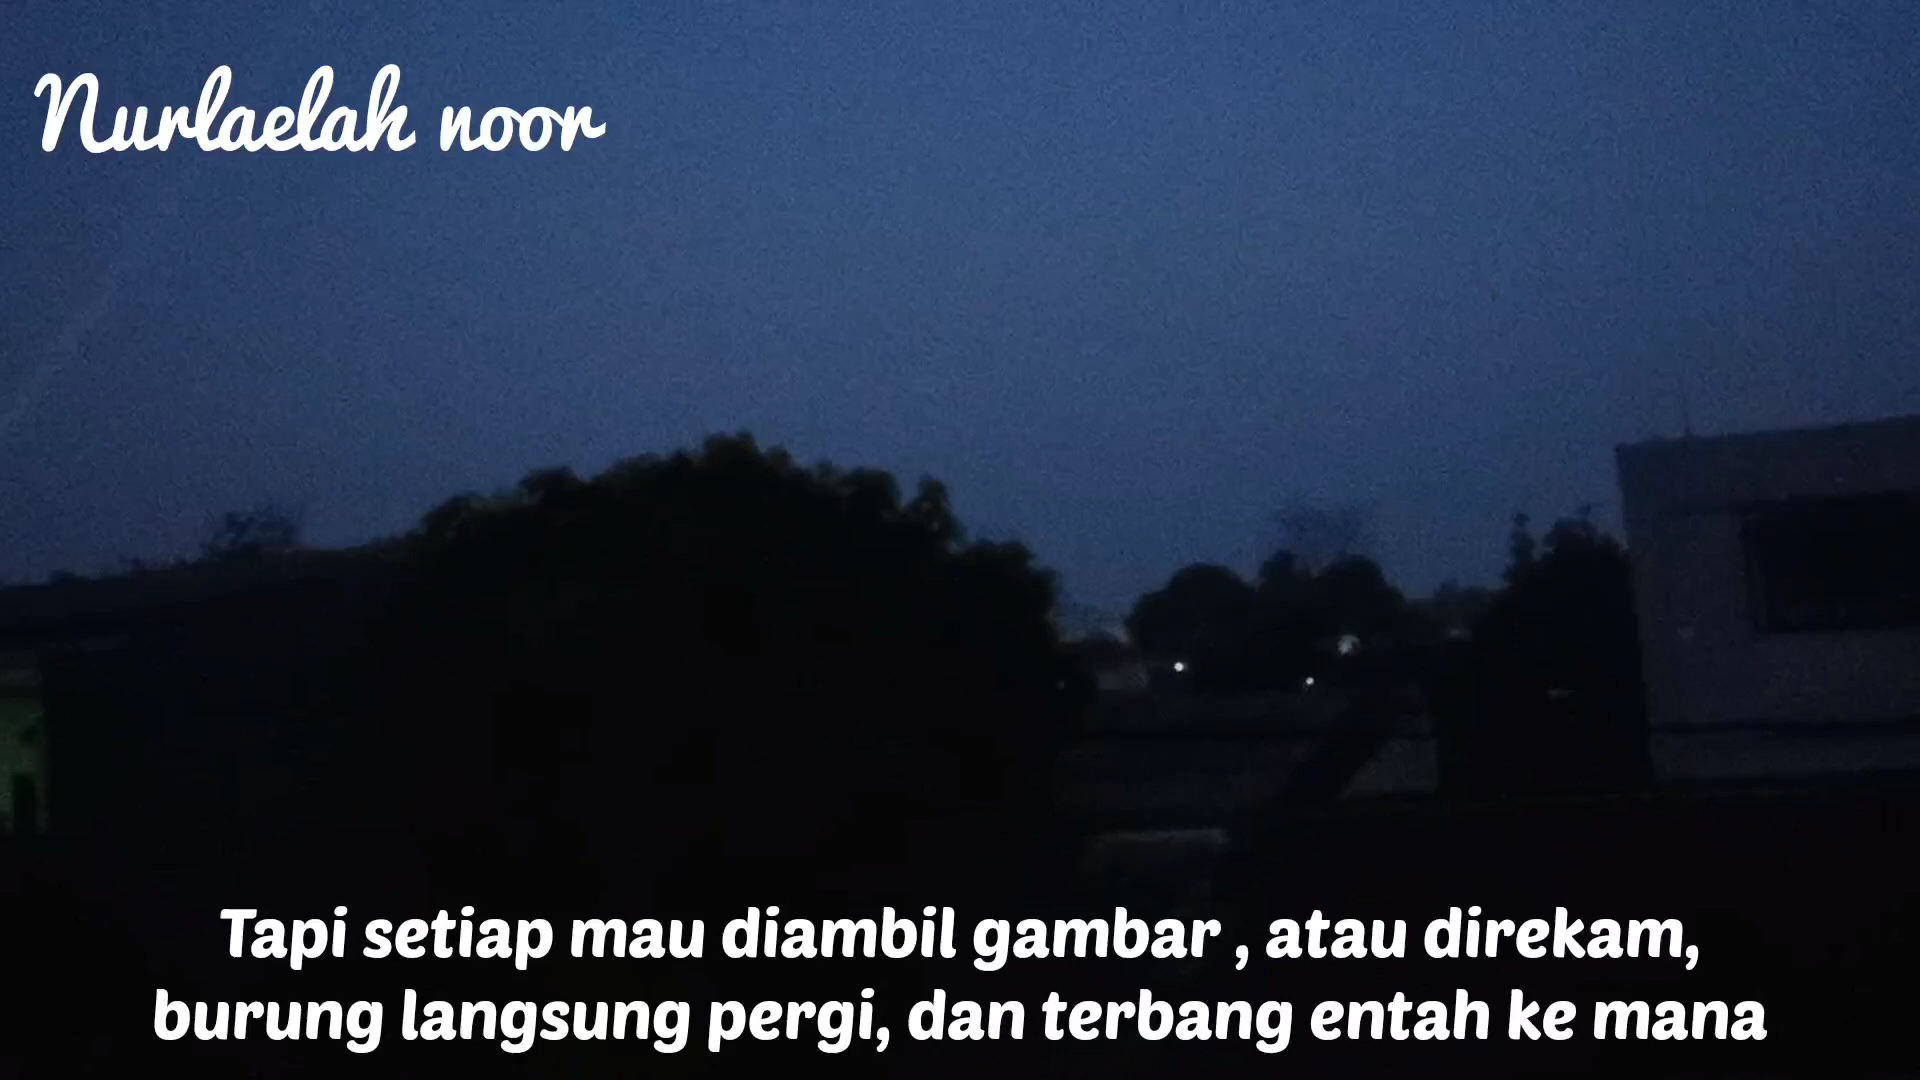 Nurlaelah noor
Tapi setiap mau diambil gambar , atau direkam,
burung langsung pergi, dan terbang entah ke mana